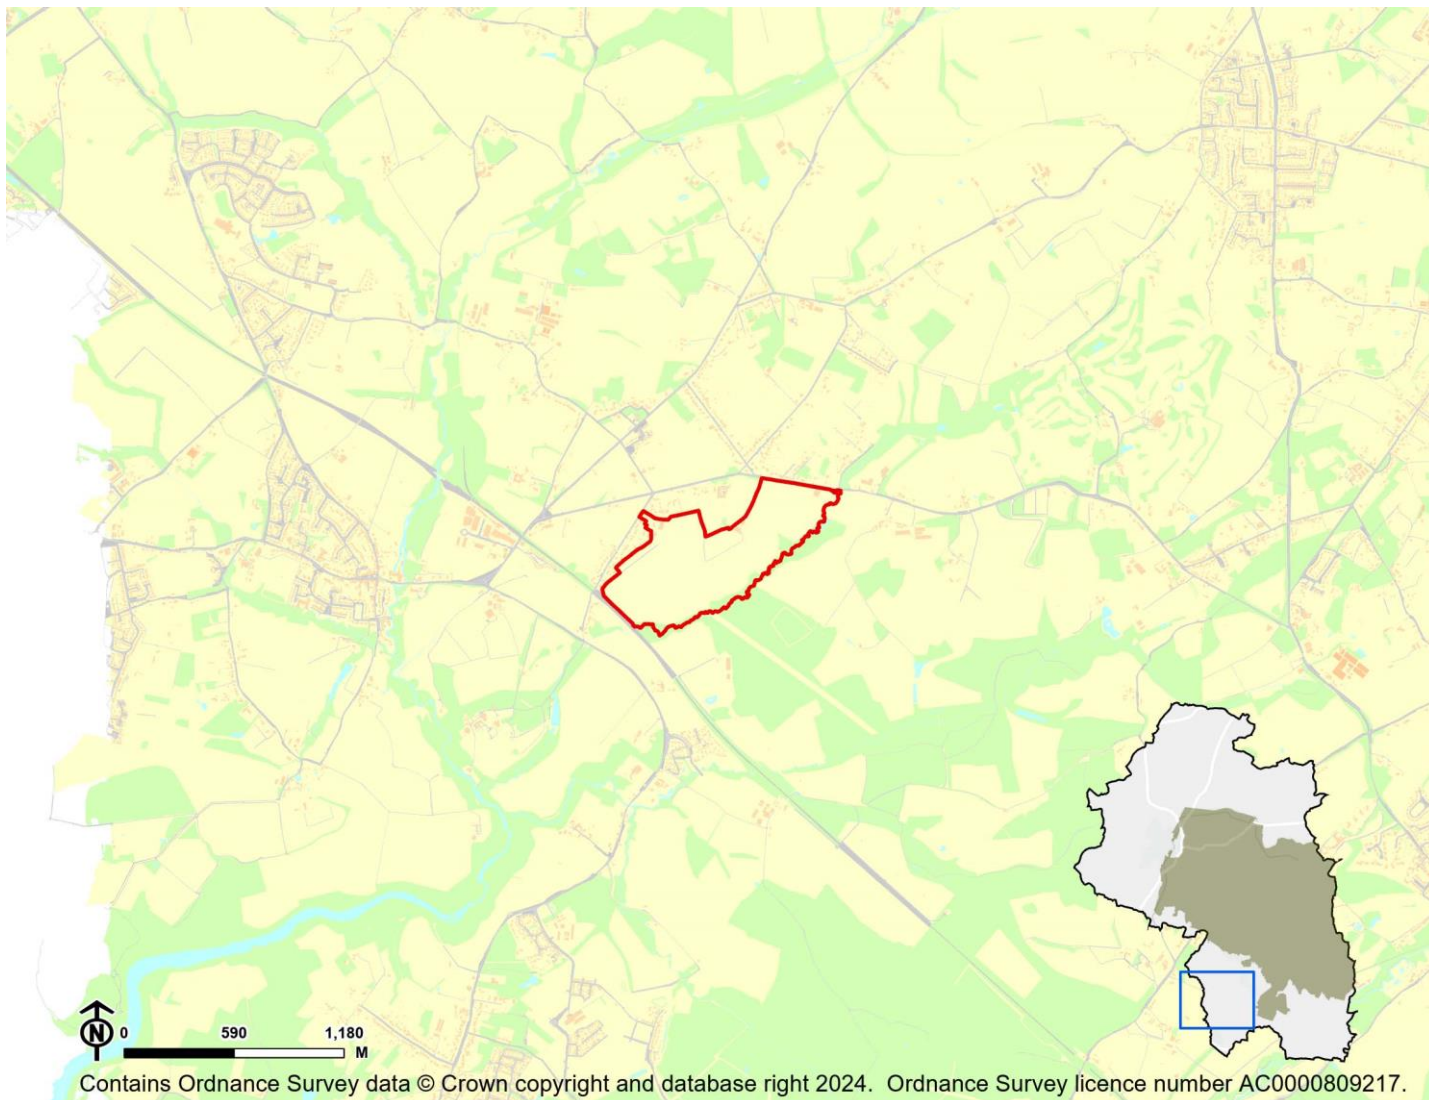 N
0 590 1,180
M
Contains Ordnance Survey data © Crown copyright and database right 2024. Ordnance Survey licence number AC0000809217.